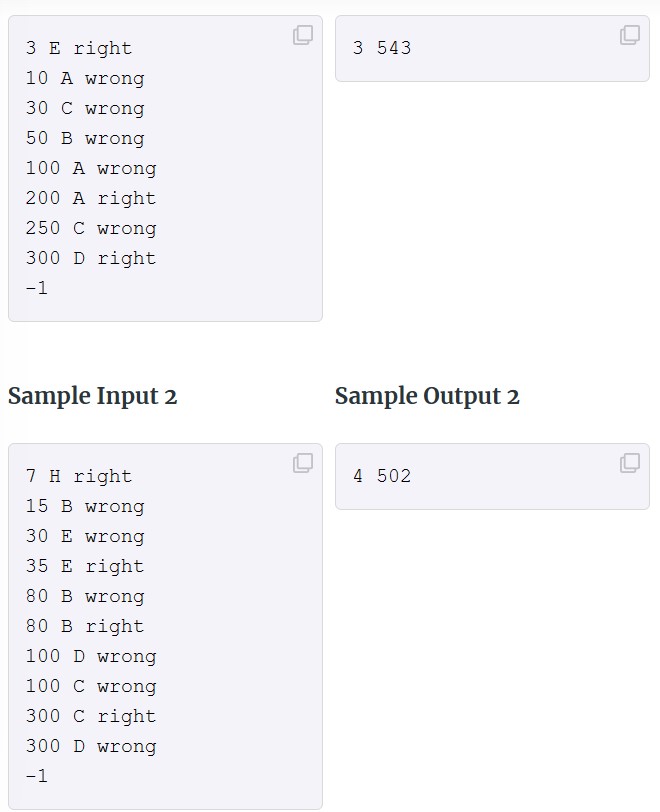 3 E right
10 A wrong
30 C wrong
50 B wrong
100 A wrong
200 A right
250 C wrong
300 D right
-1
3 543
Sample Input 2
Sample Output 2
7 H right
15 B wrong
30 E wrong
35 E right
80 B wrong
80 B right
100 D wrong
100 C wrong
300 C right
300 D wrong
-1
4 502